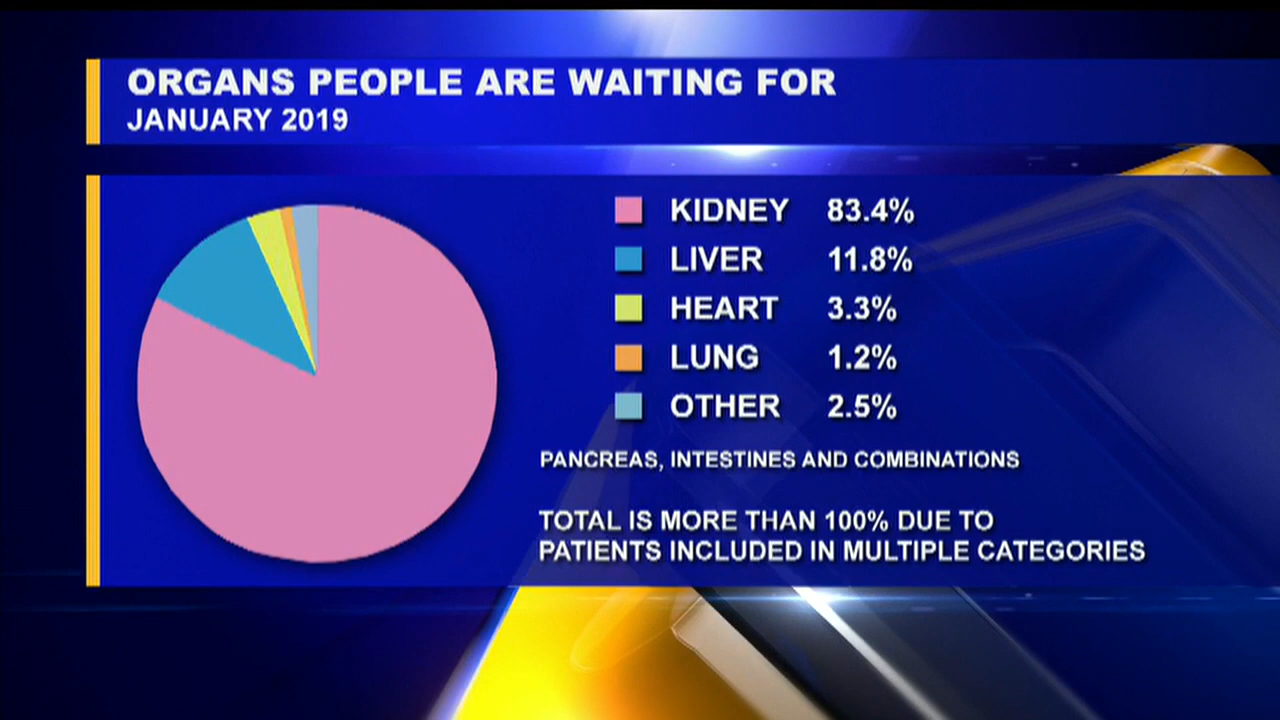 ORGANS PEOPLE ARE WAITING FOR
JANUARY 2019
KIDNEY 83.4%
LIVER 11.8%
HEART 3.3%
LUNG 1.2%
OTHER 2.5%
PANCREAS, INTESTINES AND COMBINATIONS
TOTAL IS MORE THAN 100% DUE TO
PATIENTS INCLUDED IN MULTIPLE CATEGORIES